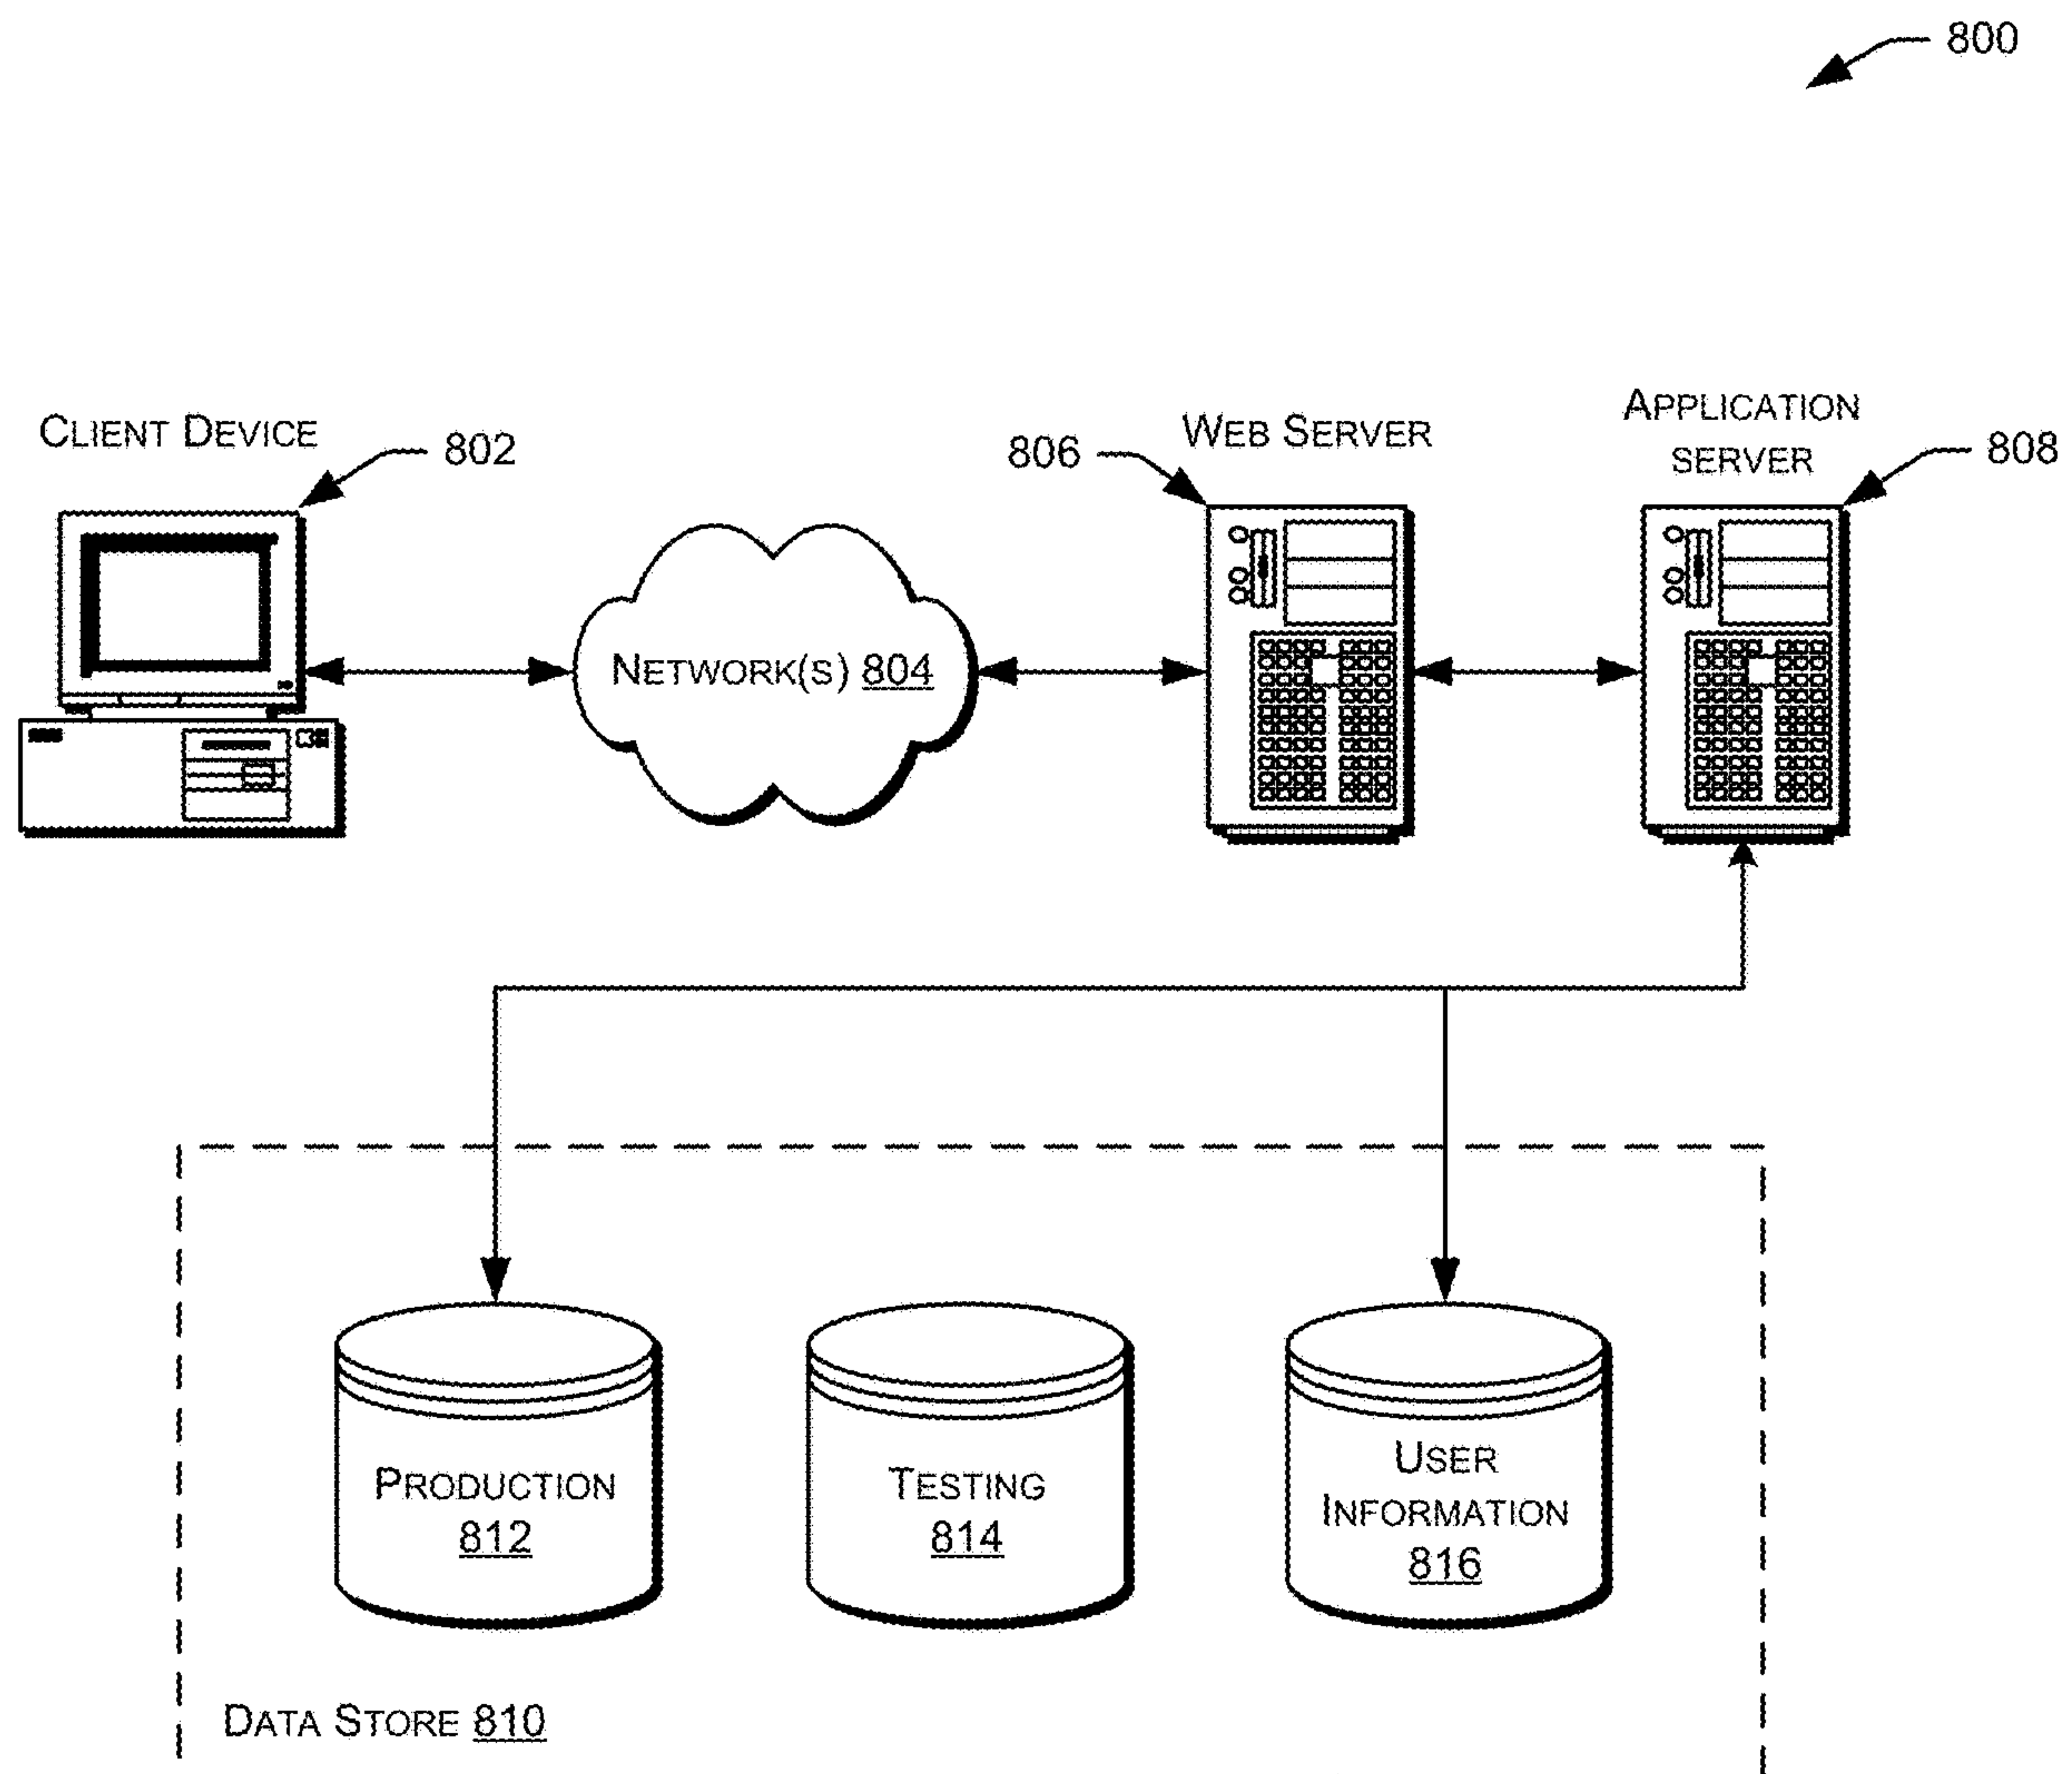 800
CLIENT DEVICE
802
806
WEB SERVER
APPLICATION
SERVER
808
NETWORK(S) 804
PRODUCTION
812
TESTING
814
USER
INFORMATION
816
DATA STORE 810